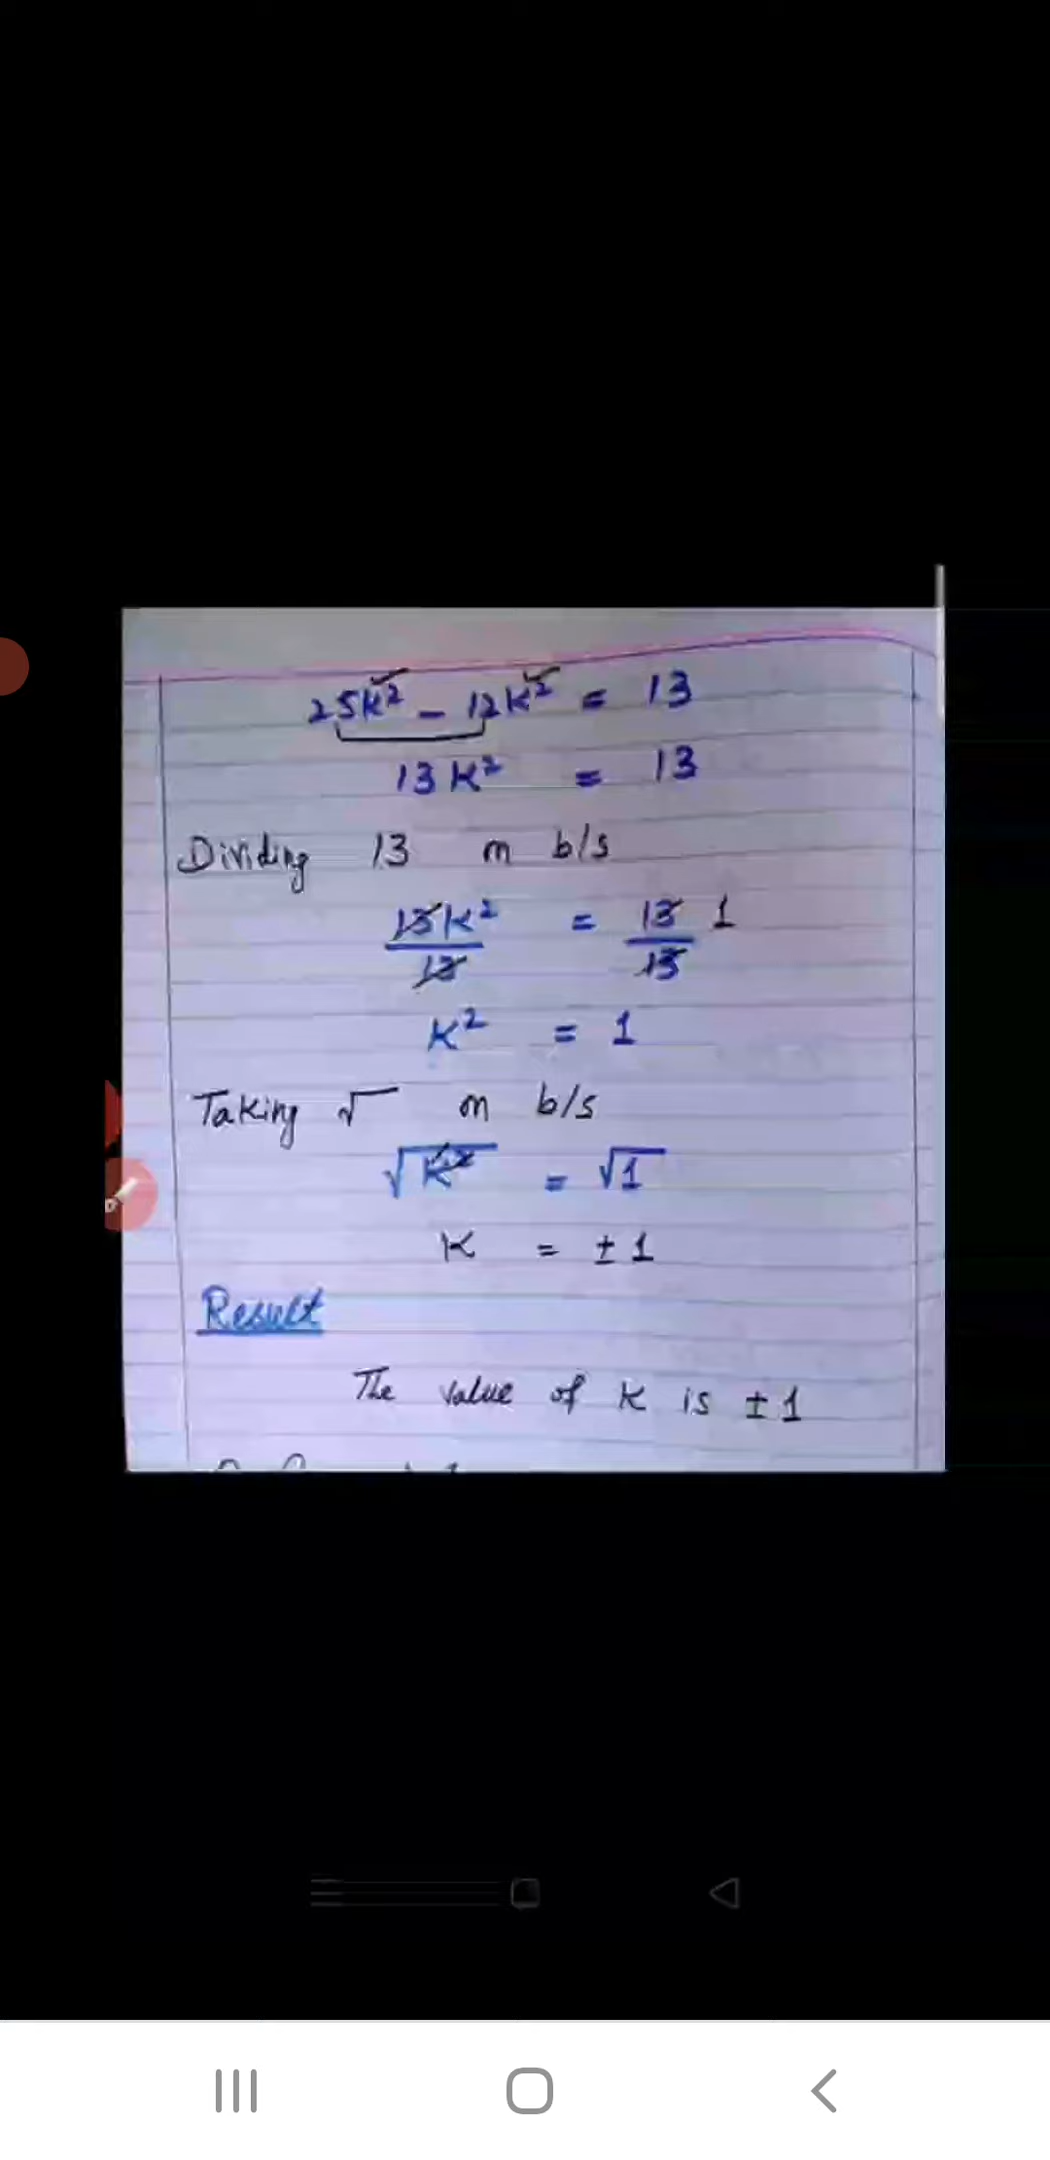 25k² - 12k² = 13
13k² = 13
Dividing 13 on b/s
13k²/13 = 13/13 1
k² = 1
Taking √ on b/s
√k² = √1
k = ± 1
Result
The value of k is ± 1